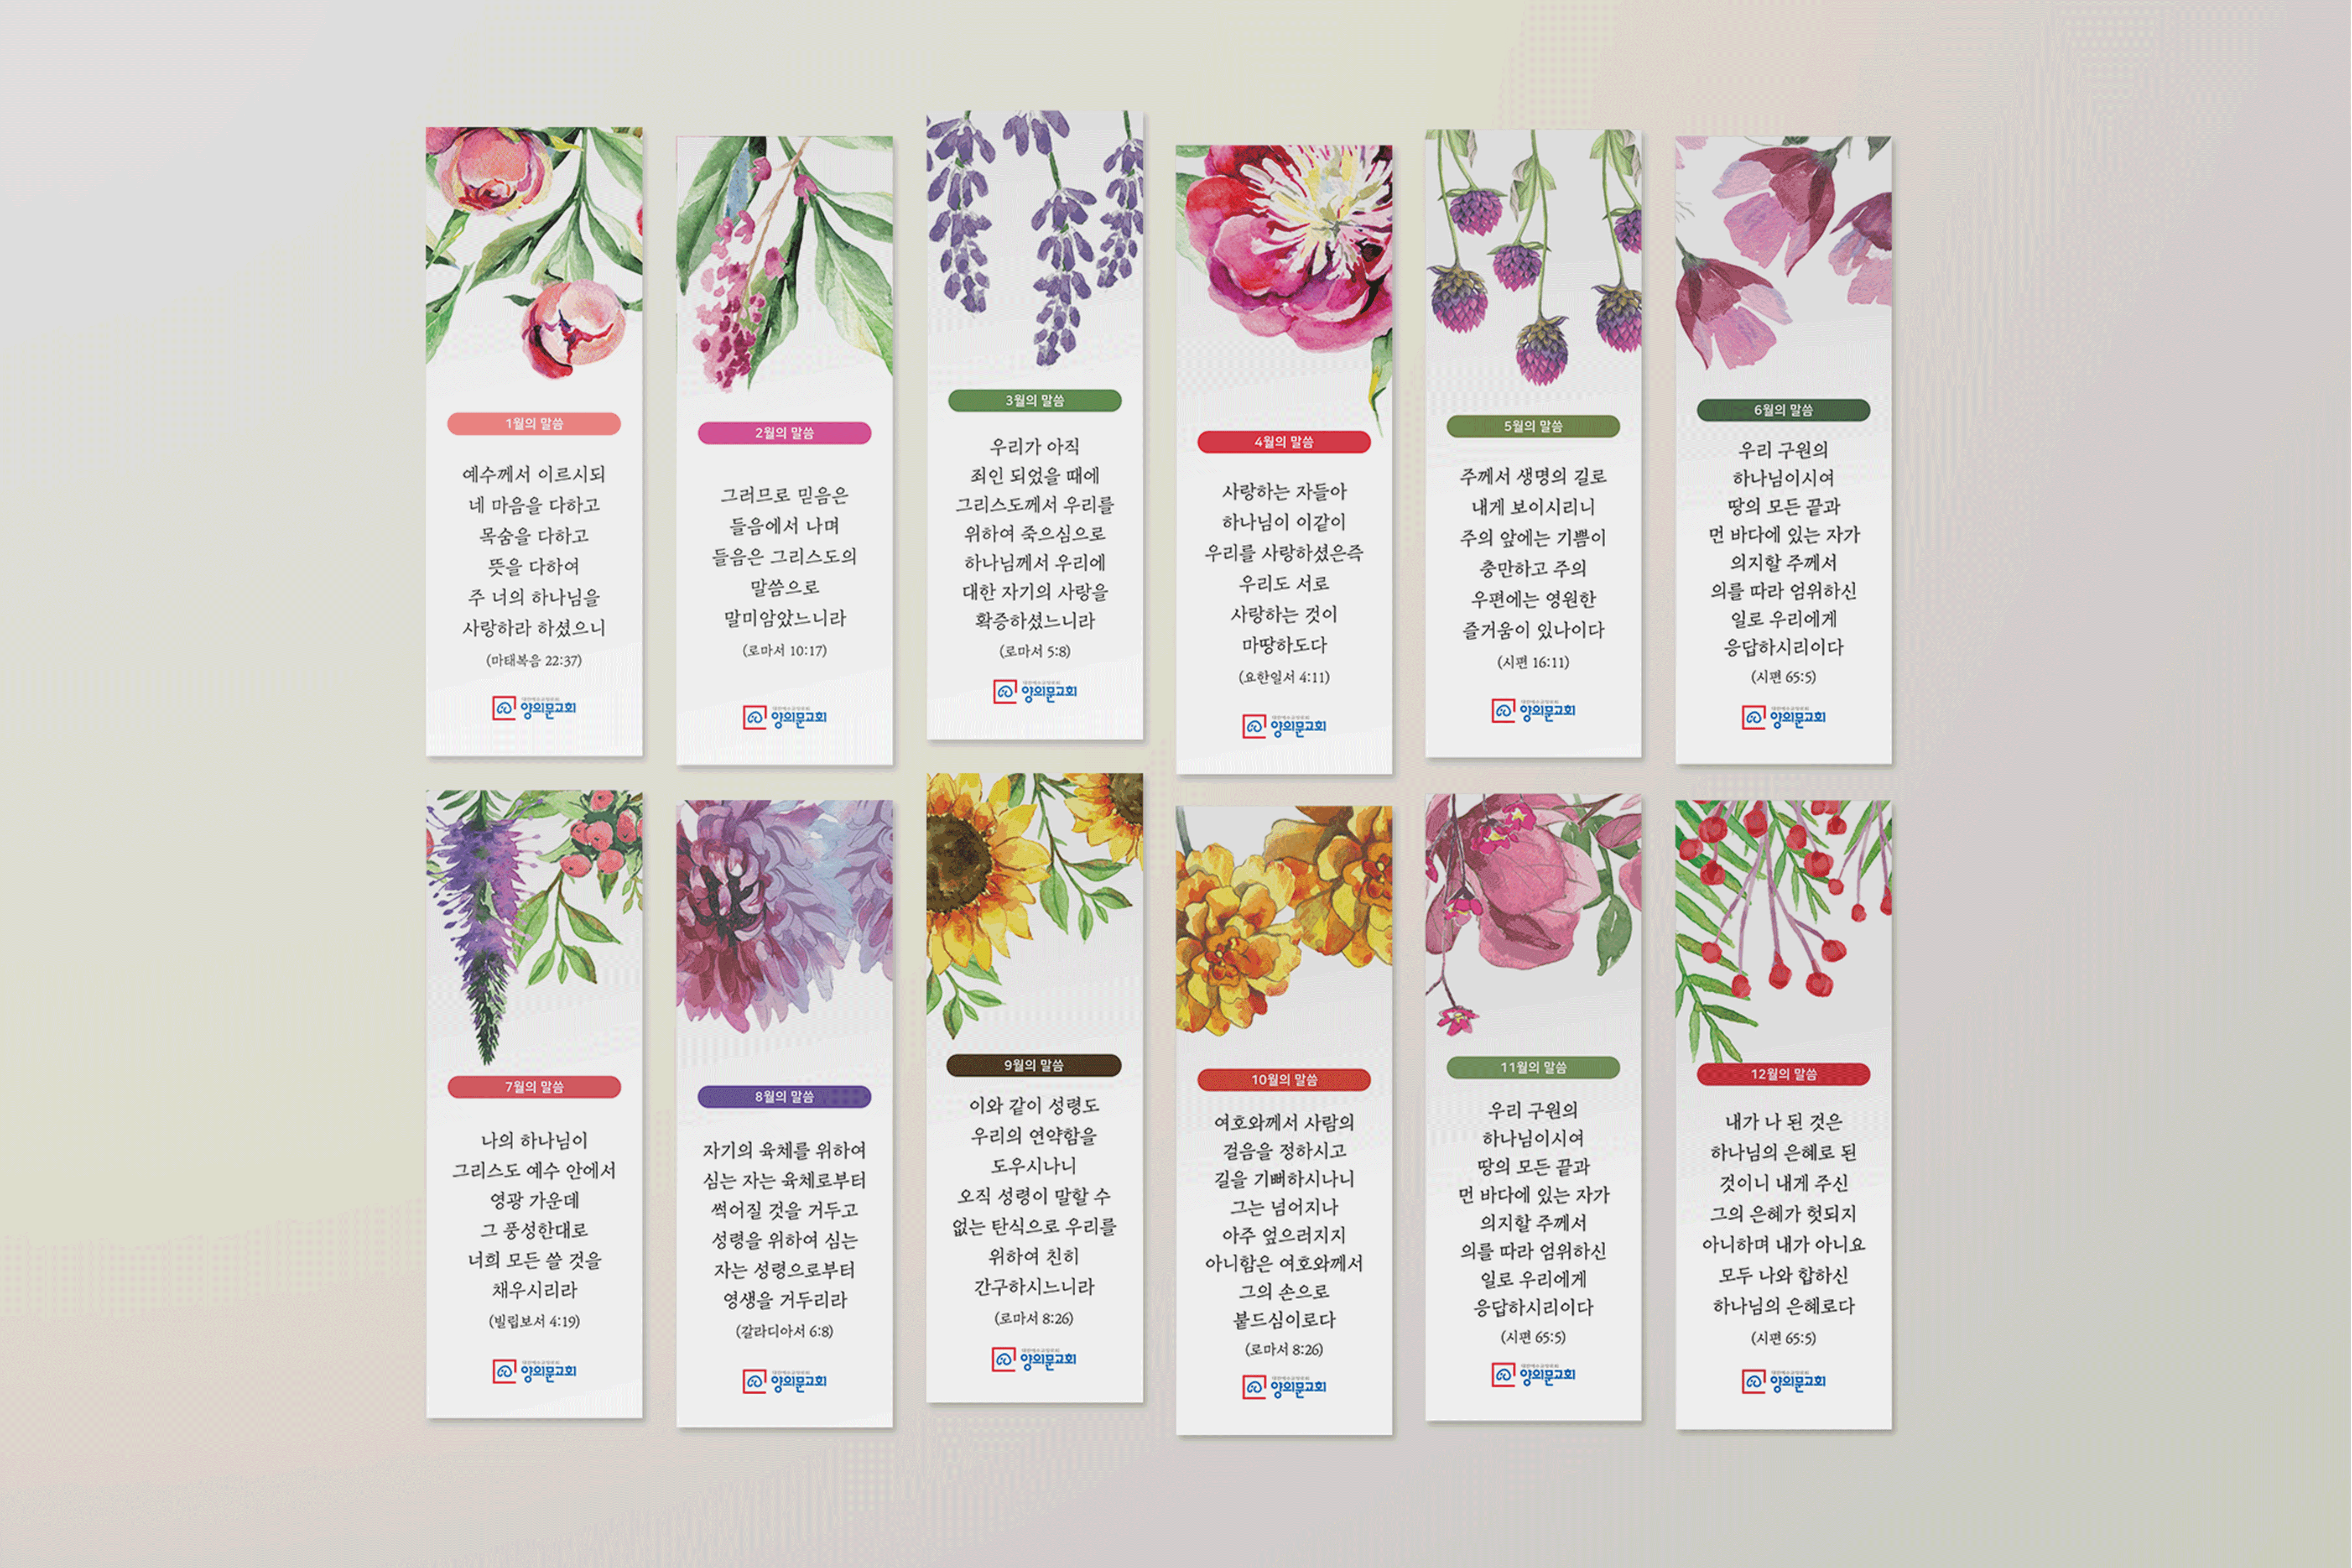 1월의 말씀
예수께서 이르시되
네 마음을 다하고
목숨을 다하고
뜻을 다하여
주 너의 하나님을
사랑하라 하셨으니
(마태복음 22:37)
양의문교회
2월의 말씀
그러므로 믿음은
들음에서 나며
들음은 그리스도의
말씀으로
말미암았느니라
(로마서 10:17)
양의문교회
3월의 말씀
우리가 아직
죄인 되었을 때에
그리스도께서 우리를
위하여 죽으심으로
하나님께서 우리에
대한 자기의 사랑을
확증하셨느니라
(로마서 5:8)
양의문교회
4월의 말씀
사랑하는 자들아
하나님이 이같이
우리를 사랑하셨은즉
우리도 서로
사랑하는 것이
마땅하도다
(요한일서 4:11)
양의문교회
5월의 말씀
주께서 생명의 길로
내게 보이시리니
주의 앞에는 기쁨이
충만하고 주의
우편에는 영원한
즐거움이 있나이다
(시편 16:11)
양의문교회
6월의 말씀
우리 구원의
하나님이시여
땅의 모든 끝과
먼 바다에 있는 자가
의지할 주께서
의를 따라 엄위하신
일로 우리에게
응답하시리이다
(시편 65:5)
양의문교회
7월의 말씀
나의 하나님이
그리스도 예수 안에서
영광 가운데
그 풍성한대로
너희 모든 쓸 것을
채우시리라
(빌립보서 4:19)
양의문교회
8월의 말씀
자기의 육체를 위하여
심는 자는 육체로부터
썩어질 것을 거두고
성령을 위하여 심는
자는 성령으로부터
영생을 거두리라
(갈라디아서 6:8)
양의문교회
9월의 말씀
이와 같이 성령도
우리의 연약함을
도우시나니
오직 성령이 말할 수
없는 탄식으로 우리를
위하여 친히
간구하시느니라
(로마서 8:26)
양의문교회
10월의 말씀
여호와께서 사람의
걸음을 정하시고
길을 기뻐하시나니
그는 넘어지나
아주 엎으러지지
아니함은 여호와께서
그의 손으로
붙드심이로다
(로마서 8:26)
양의문교회
11월의 말씀
우리 구원의
하나님이시여
땅의 모든 끝과
먼 바다에 있는 자가
의지할 주께서
의를 따라 엄위하신
일로 우리에게
응답하시리이다
(시편 65:5)
양의문교회
12월의 말씀
내가 나 된 것은
하나님의 은혜로 된
것이니 내게 주신
그의 은혜가 헛되지
아니하며 내가 아니요
모두 나와 합하신
하나님의 은혜로다
(시편 65:5)
양의문교회